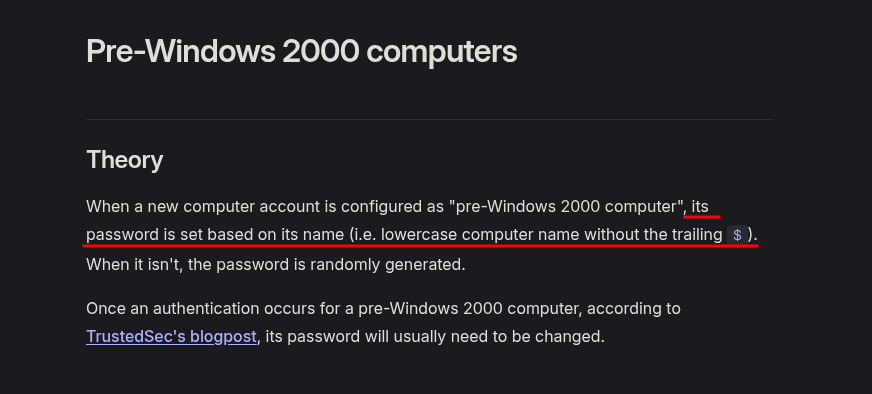 Pre-Windows 2000 computers
Theory
When a new computer account is configured as "pre-Windows 2000 computer", its
password is set based on its name (i.e. lowercase computer name without the trailing $ ).
When it isn't, the password is randomly generated.
Once an authentication occurs for a pre-Windows 2000 computer, according to
TrustedSec's blogpost, its password will usually need to be changed.